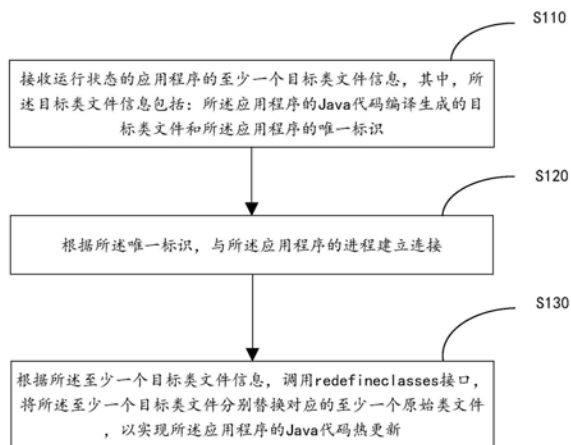 S110
接收运行状态的应用程序的至少一个目标类文件信息，其中，所
述目标类文件信息包括：所述应用程序的Java代码编译生成的目
标类文件和所述应用程序的唯一标识
S120
根据所述唯一标识，与所述应用程序的进程建立连接
S130
根据所述至少一个目标类文件信息，调用redefineclasses接口，
将所述至少一个目标类文件分别替换对应的至少一个原始类文件
，以实现所述应用程序的Java代码热更新